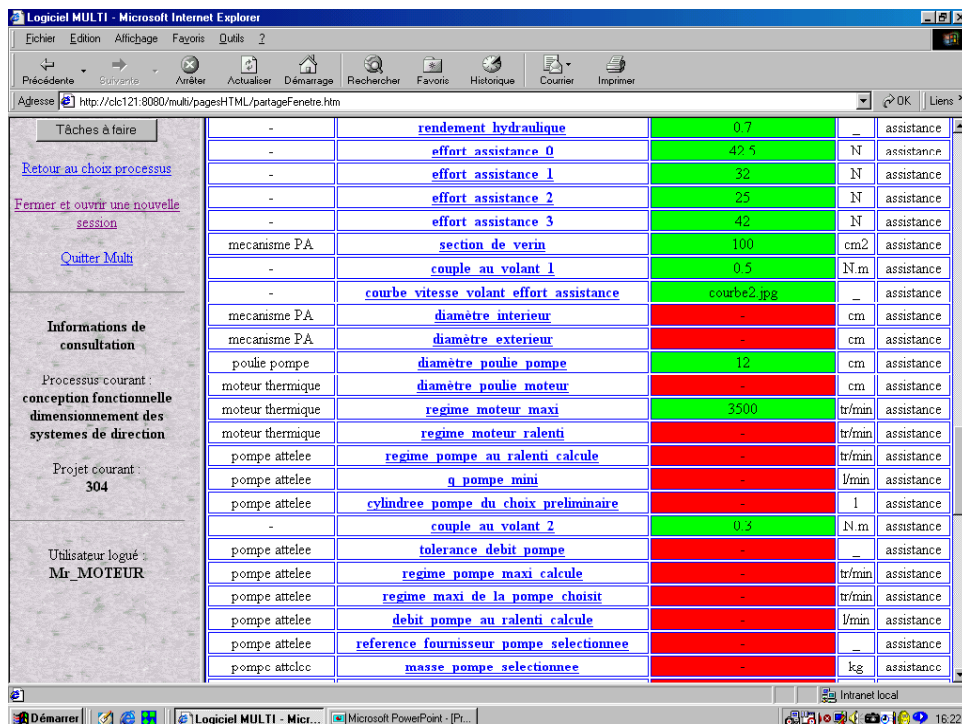 Logiciel MULTI - Microsoft Internet Explorer
Fichier Edition Affichage Favoris Outils ?
Précédente Suivante Arrêter Actualiser Démarrage Rechercher Favoris Historique Courrier Imprimer
Adresse http://clc121:8080/multi/pagesHTML/partageFenetre.htm OK Liens »
Tâches à faire
Retour au choix processus
Fermer et ouvrir une nouvelle
session
Quitter Multi
Informations de
consultation
Processus courant :
conception fonctionnelle
dimensionnement des
systemes de direction
Projet courant :
304
Utilisateur logué :
Mr_MOTEUR
- rendement hydraulique 0.7 _ assistance
- effort assistance 0 42.5 N assistance
- effort assistance 1 32 N assistance
- effort assistance 2 25 N assistance
- effort assistance 3 42 N assistance
mecanisme PA section de verin 100 cm2 assistance
- couple au volant 1 0.5 N.m assistance
- courbe vitesse volant effort assistance courbe2.jpg _ assistance
mecanisme PA diamètre interieur - cm assistance
mecanisme PA diamètre exterieur - cm assistance
poulie pompe diamètre poulie pompe 12 cm assistance
moteur thermique diamètre poulie moteur - cm assistance
moteur thermique regime moteur maxi 3500 tr/min assistance
moteur thermique regime moteur ralenti - tr/min assistance
pompe attelee regime pompe au ralenti calcule - tr/min assistance
pompe attelee q pompe mini - l/min assistance
pompe attelee cylindree pompe du choix preliminaire - l assistance
- couple au volant 2 0.3 N.m assistance
pompe attelee tolerance debit pompe - _ assistance
pompe attelee regime pompe maxi calcule - tr/min assistance
pompe attelee regime maxi de la pompe choisit - tr/min assistance
pompe attelee debit pompe au ralenti calcule - l/min assistance
pompe attelee reference fournisseur pompe selectionnee - _ assistance
pompe attelee masse pompe selectionnee - kg assistance
Intranet local
Démarrer Logiciel MULTI - Micr... Microsoft PowerPoint - [Pr... 16:22